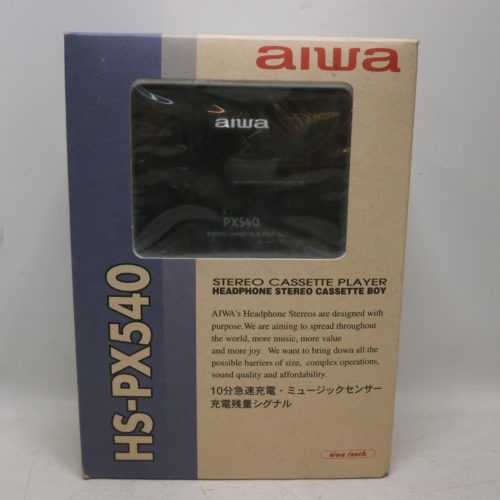 aiwa
aiwa
PX540
STEREO CASSETTE PLAYER
HS-PX540
STEREO CASSETTE PLAYER
HEADPHONE STEREO CASSETTE BOY
AIWA's Headphone Stereos are designed with
purpose.We are aiming to spread throughout
the world, more music, more value
and more joy. We want to bring down all the
possible barriers of size, complex operations,
sound quality and affordability.
10分急速充電・ミュージックセンサー
充電残量シグナル
aiwa touch.